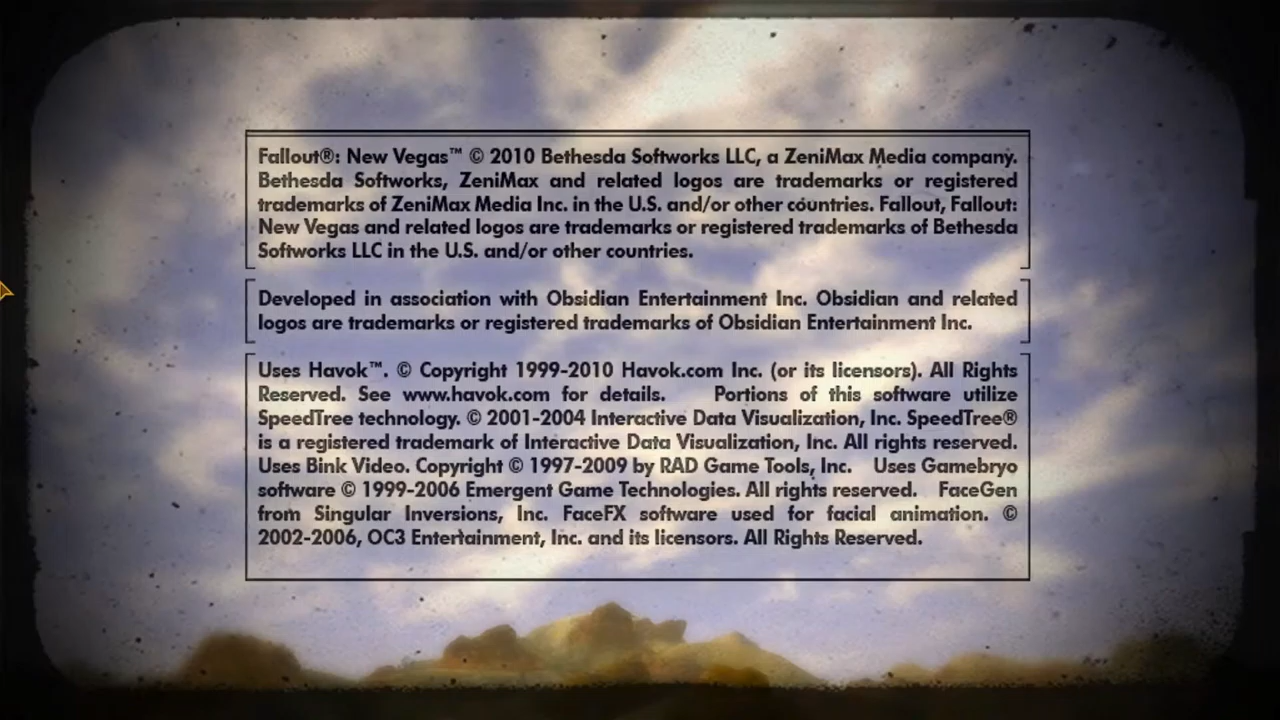 Fallout®: New Vegas™ © 2010 Bethesda Softworks LLC, a ZeniMax Media company.
Bethesda Softworks, ZeniMax and related logos are trademarks or registered
trademarks of ZeniMax Media Inc. in the U.S. and/or other countries. Fallout, Fallout:
New Vegas and related logos are trademarks or registered trademarks of Bethesda
Softworks LLC in the U.S. and/or other countries.
Developed in association with Obsidian Entertainment Inc. Obsidian and related
logos are trademarks or registered trademarks of Obsidian Entertainment Inc.
Uses Havok™. © Copyright 1999-2010 Havok.com Inc. (or its licensors). All Rights
Reserved. See www.havok.com for details. Portions of this software utilize
SpeedTree technology. © 2001-2004 Interactive Data Visualization, Inc. SpeedTree®
is a registered trademark of Interactive Data Visualization, Inc. All rights reserved.
Uses Bink Video. Copyright © 1997-2009 by RAD Game Tools, Inc. Uses Gamebryo
software © 1999-2006 Emergent Game Technologies. All rights reserved. FaceGen
from Singular Inversions, Inc. FaceFX software used for facial animation. ©
2002-2006, OC3 Entertainment, Inc. and its licensors. All Rights Reserved.